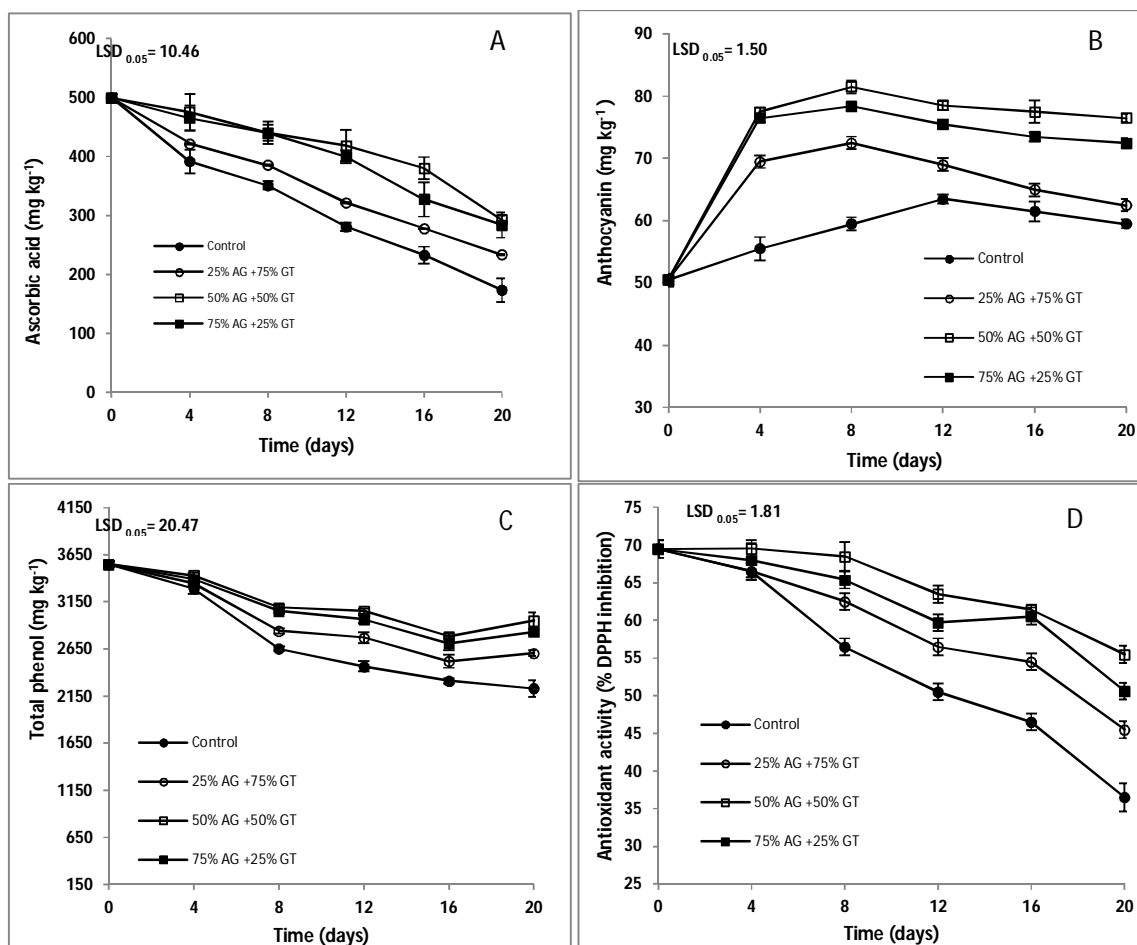 A
LSD 0.05= 10.46
600
500
400
300
200
100
0
Ascorbic acid (mg kg-1)
Control
25% AG +75% GT
50% AG +50% GT
75% AG +25% GT
0 4 8 12 16 20
Time (days)
B
LSD 0.05= 1.50
90
80
70
60
50
40
30
Anthocyanin (mg kg-1)
Control
25% AG +75% GT
50% AG +50% GT
75% AG +25% GT
0 4 8 12 16 20
Time (days)
C
LSD 0.05= 20.47
4150
3650
3150
2650
2150
1650
1150
650
150
Total phenol (mg kg-1)
Control
25% AG +75% GT
50% AG +50% GT
75% AG +25% GT
0 4 8 12 16 20
Time (days)
D
LSD 0.05= 1.81
75
70
65
60
55
50
45
40
35
30
25
Antioxidant activity (% DPPH inhibition)
Control
25% AG +75% GT
50% AG +50% GT
75% AG +25% GT
0 4 8 12 16 20
Time (days)